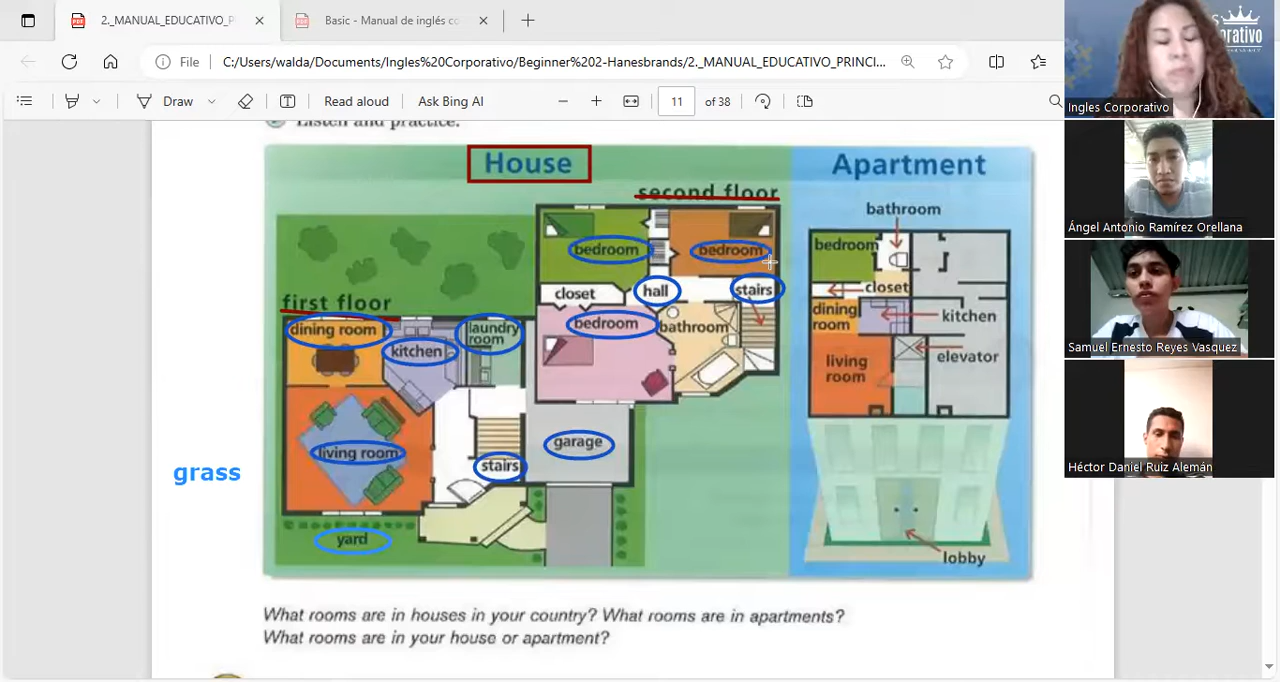 2._MANUAL_EDUCATIVO_P
Basic - Manual de inglés co
File
C:/Users/walda/Documents/Ingles%20Corporativo/Beginner%202-Hanesbrands/2._MANUAL_EDUCATIVO_PRINCI...
Draw
Read aloud
Ask Bing AI
11 of 38
Listen and practice.
House
Apartment
second floor
bathroom
bedroom
bedroom
bedroom
closet
hall
stairs
closet
first floor
dining room
kitchen
laundry
room
bedroom
bathroom
dining
room
kitchen
living
room
elevator
living room
garage
stairs
grass
yard
lobby
What rooms are in houses in your country? What rooms are in apartments?
What rooms are in your house or apartment?
Ingles Corporativo
Ángel Antonio Ramírez Orellana
Samuel Ernesto Reyes Vasquez
Héctor Daniel Ruiz Alemán